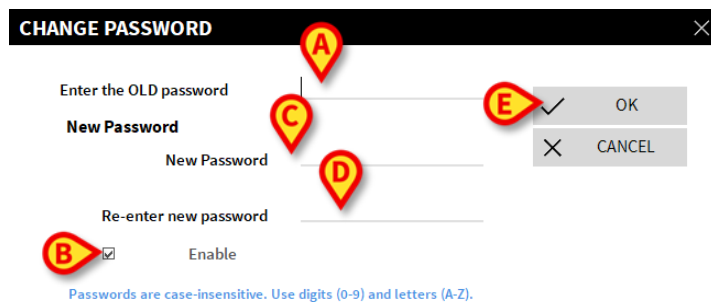 CHANGE PASSWORD
A
Enter the OLD password
E
OK
C
New Password
CANCEL
New Password
D
Re-enter new password
B
Enable
Passwords are case-insensitive. Use digits (0-9) and letters (A-Z).